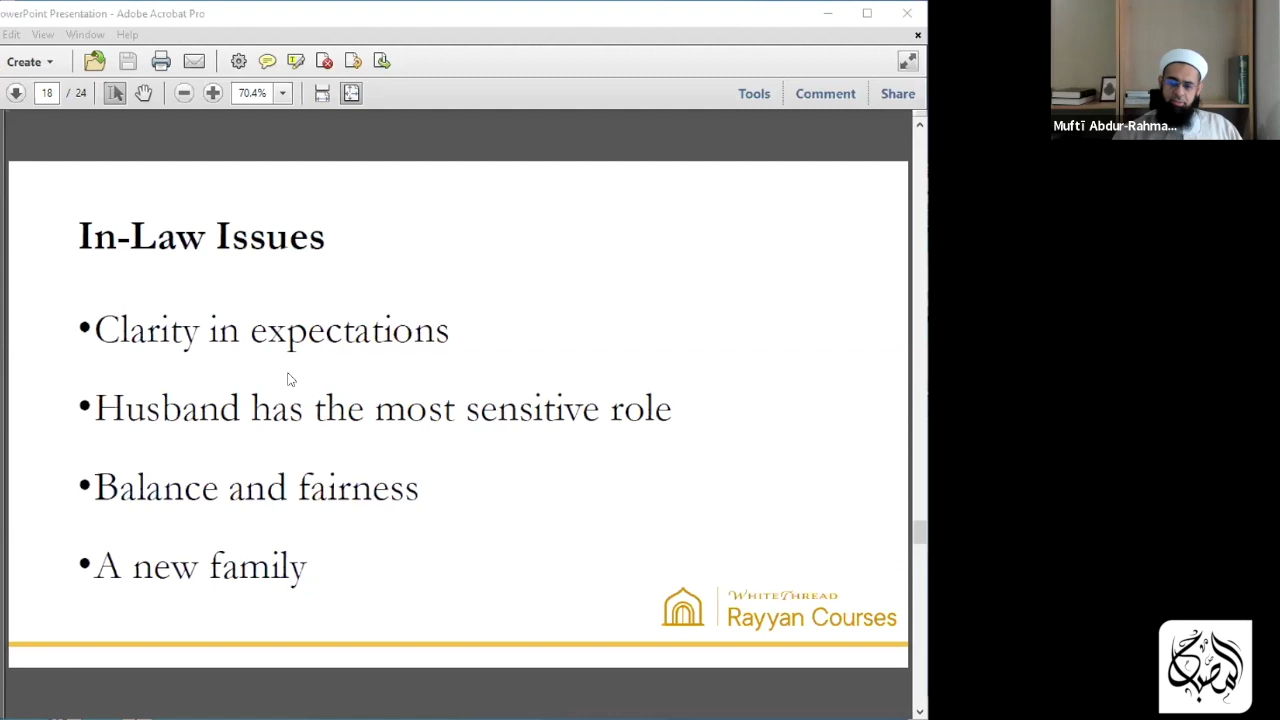 owerPoint Presentation - Adobe Acrobat Pro
Edit View Window Help
Create
18 / 24 70.4% Tools Comment Share
Muftī Abdur-Rahma...
In-Law Issues
•Clarity in expectations
•Husband has the most sensitive role
•Balance and fairness
•A new family
WHITETHREAD
Rayyan Courses
المصباح